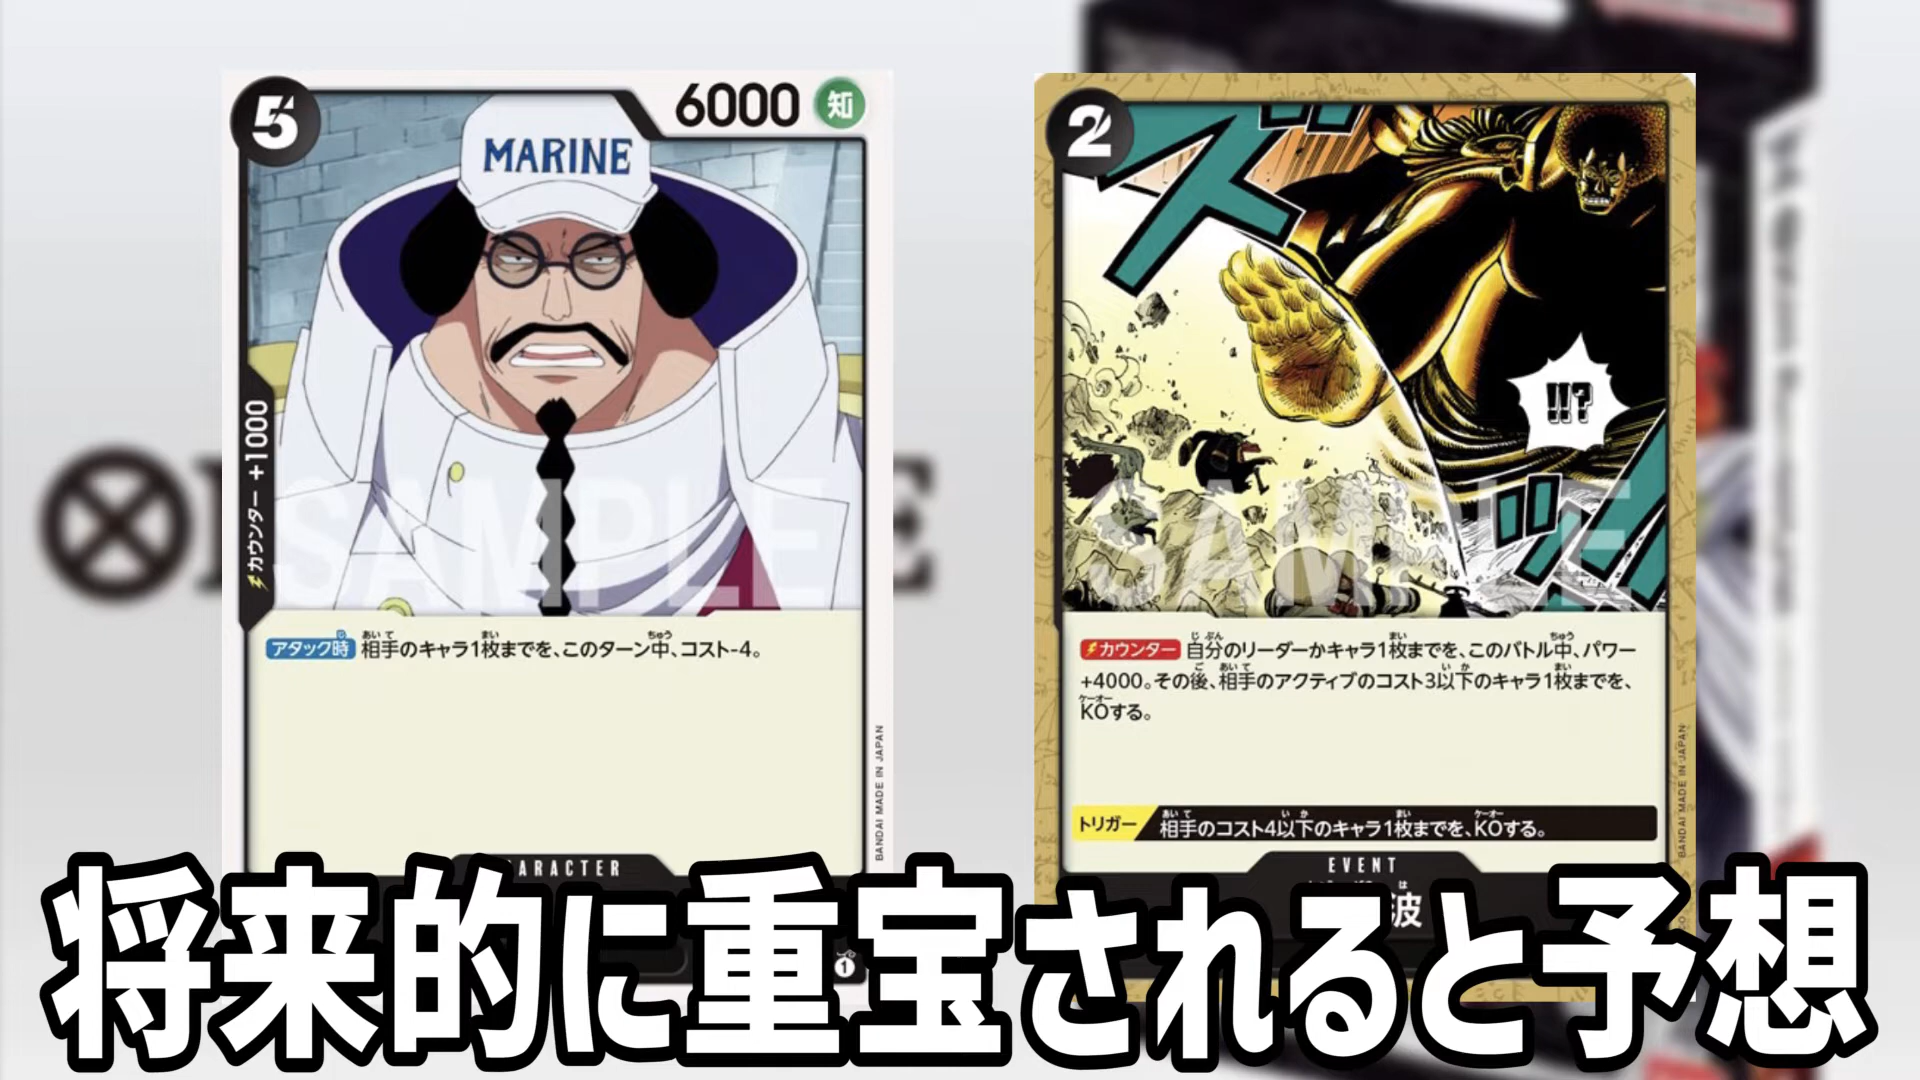 5
6000
知
MARINE
カウンター +1000
SAMPLE
アタック時 相手のキャラ1枚までを、このターン中、コスト-4。
BANDAI MADE IN JAPAN
ARACTER
1
2
ズ
!!?
SAMPLE
カウンター 自分のリーダーかキャラ1枚までを、このバトル中、パワー
+4000。その後、相手のアクティブのコスト3以下のキャラ1枚までを、
KOする。
トリガー 相手のコスト4以下のキャラ1枚までを、KOする。
BANDAI MADE IN JAPAN
EVENT
波
将来的に重宝されると予想